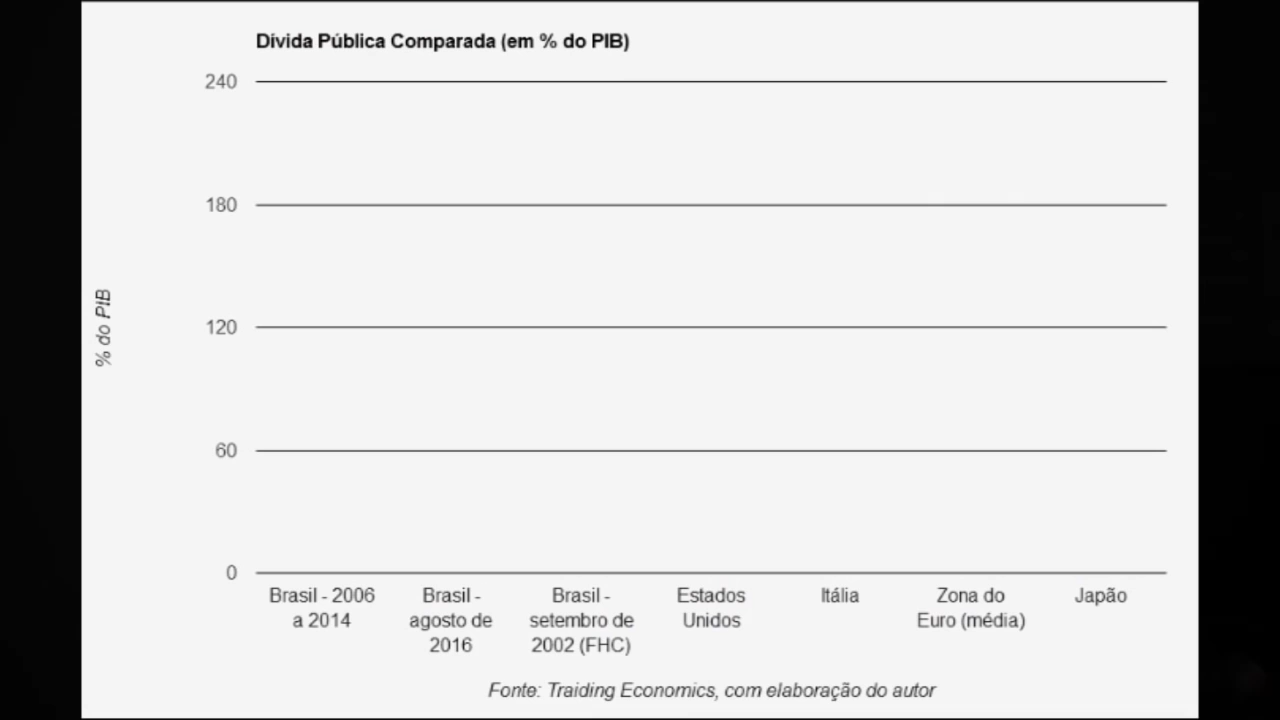 Dívida Pública Comparada (em % do PIB)
240
180
120
60
0
% do PIB
Brasil - 2006
a 2014
Brasil -
agosto de
2016
Brasil -
setembro de
2002 (FHC)
Estados
Unidos
Itália
Zona do
Euro (média)
Japão
Fonte: Traiding Economics, com elaboração do autor